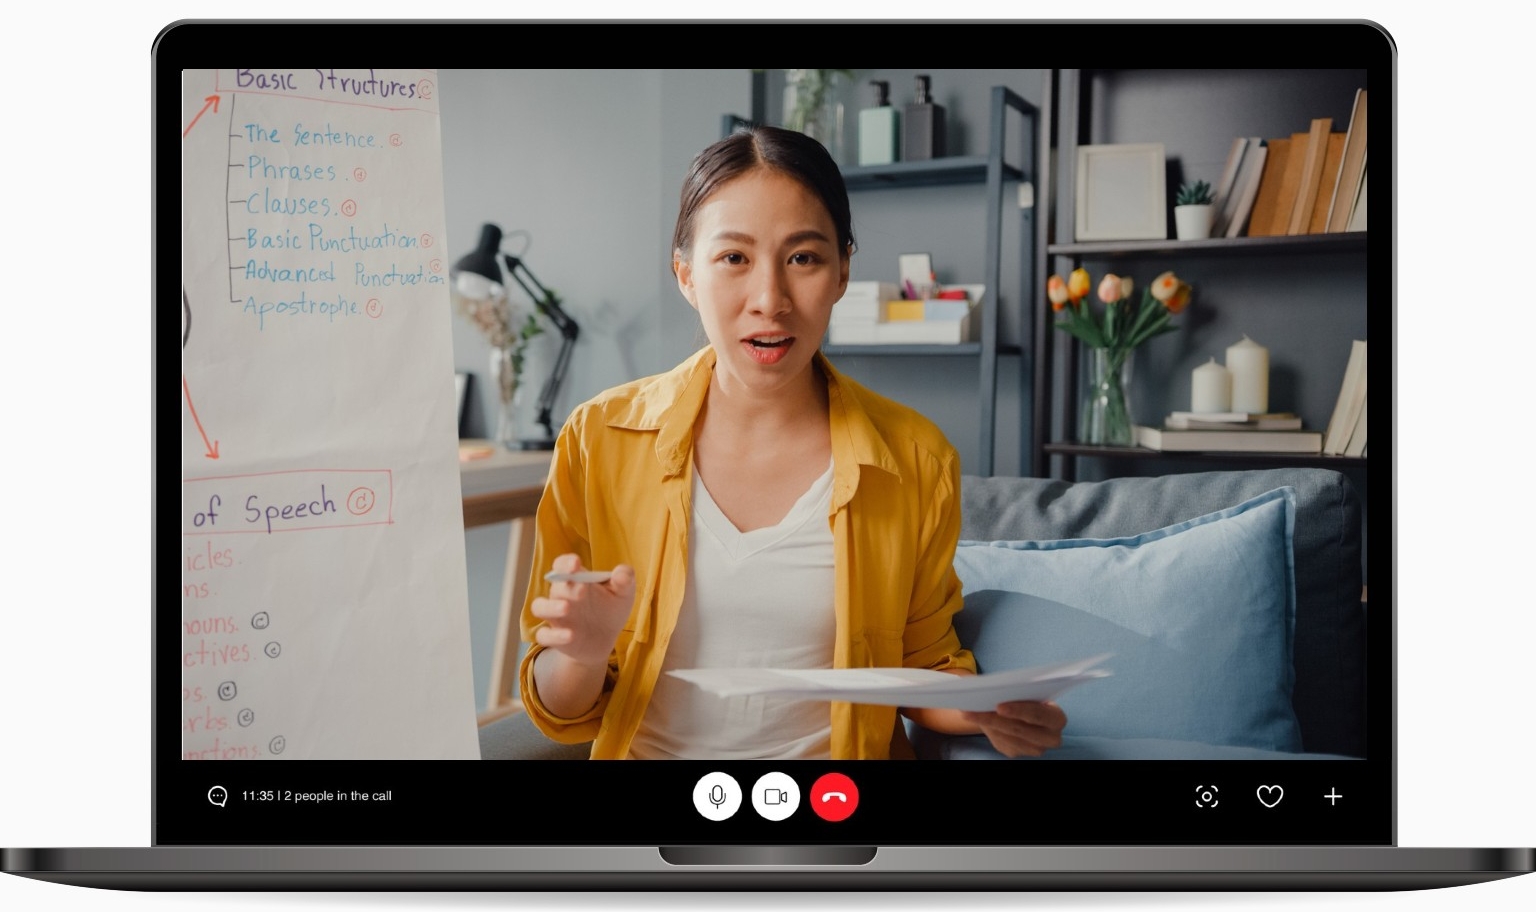 Basic Structures. ©
The Sentence. ©
Phrases.
Clauses.
Basic Punctuation.
Advanced Punctuation
Apostrophe.
of Speech ©
icles.
ns.
ouns. ©
ctives. ©
s. ©
rbs.
nctions. ©
11:35 | 2 people in the call